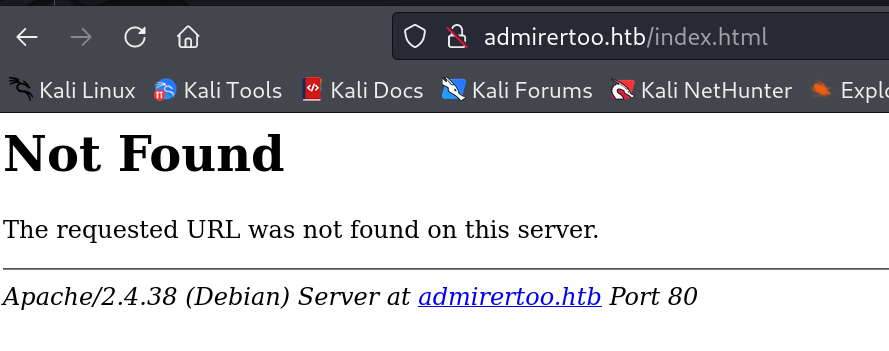 admirertoo.htb/index.html
Kali Linux Kali Tools Kali Docs Kali Forums Kali NetHunter Explo
Not Found
The requested URL was not found on this server.
Apache/2.4.38 (Debian) Server at admirertoo.htb Port 80